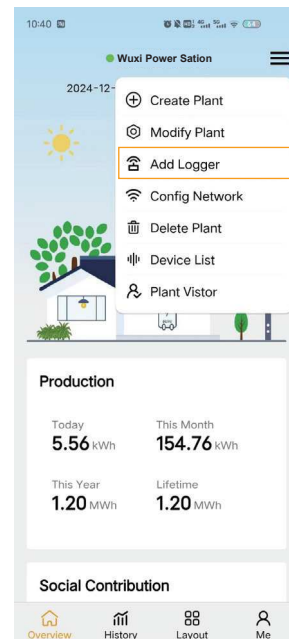 10:40
Wuxi Power Sation
2024-12-
Create Plant
Modify Plant
Add Logger
Config Network
Delete Plant
Device List
Plant Vistor
Production
Today This Month
5.56 kWh 154.76 kWh
This Year Lifetime
1.20 MWh 1.20 MWh
Social Contribution
Overview History Layout Me